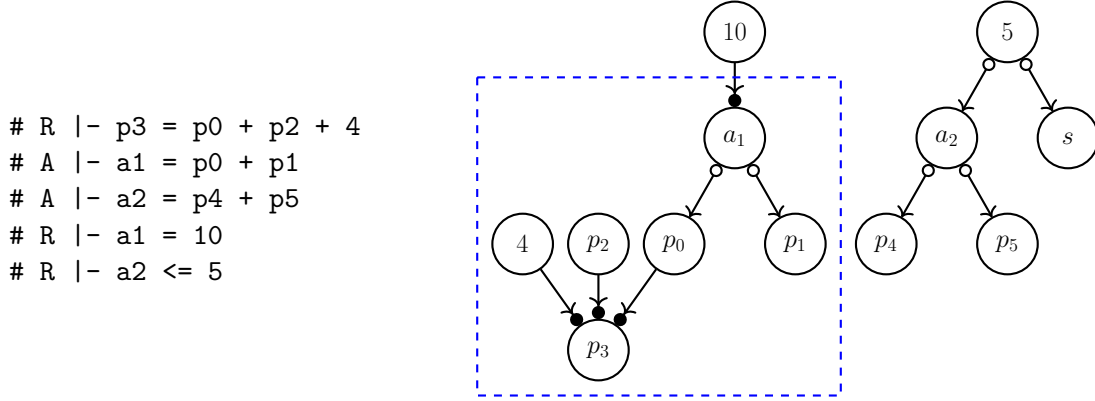 # R |- p3 = p0 + p2 + 4
# A |- a1 = p0 + p1
# A |- a2 = p4 + p5
# R |- a1 = 10
# R |- a2 <= 5
10
5
a₁
a₂
s
4
p₂
p₀
p₁
p₄
p₅
p₃